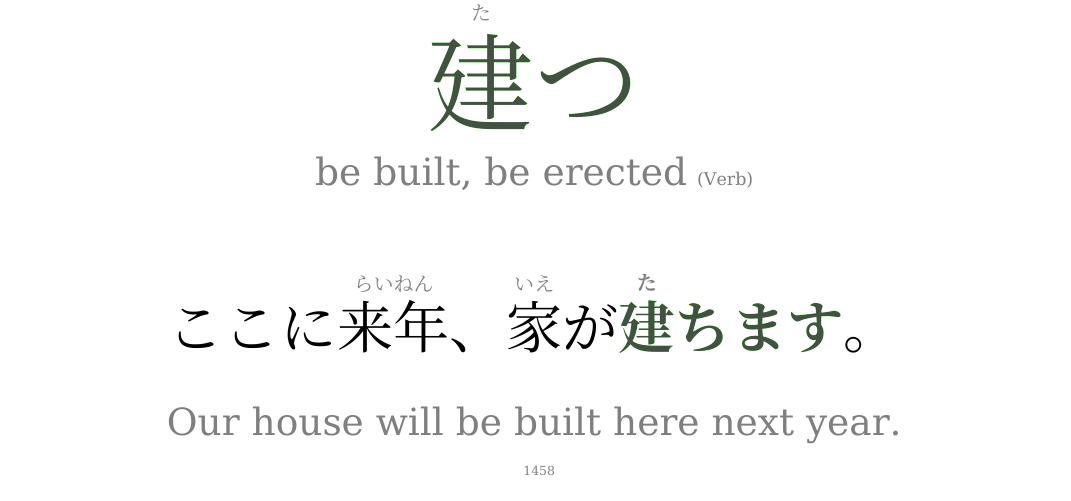 た
建つ
be built, be erected (Verb)
らいねん いえ た
ここに来年、家が建ちます。
Our house will be built here next year.
1458